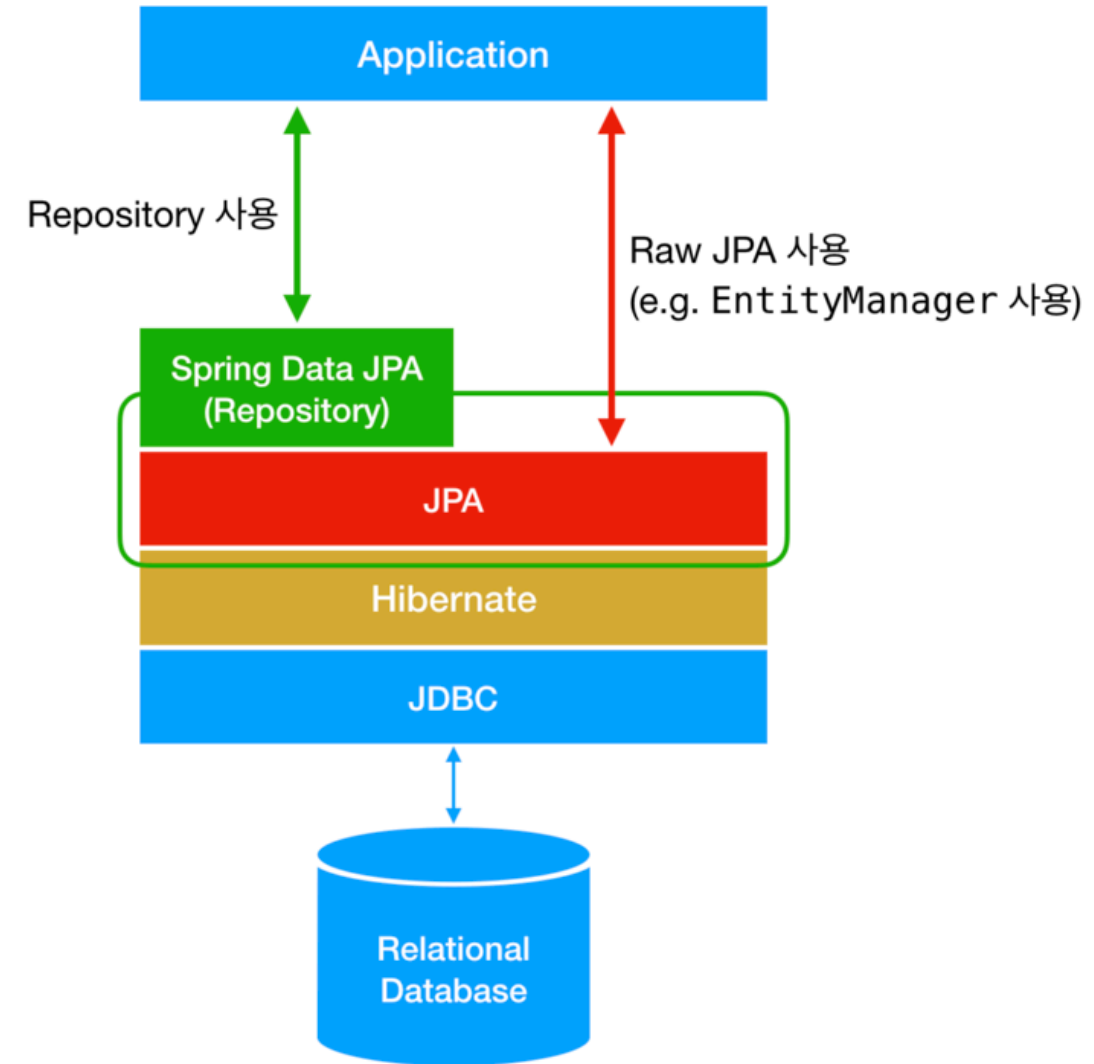 Application
Repository 사용
Raw JPA 사용
(e.g. EntityManager 사용)
Spring Data JPA
(Repository)
JPA
Hibernate
JDBC
Relational
Database